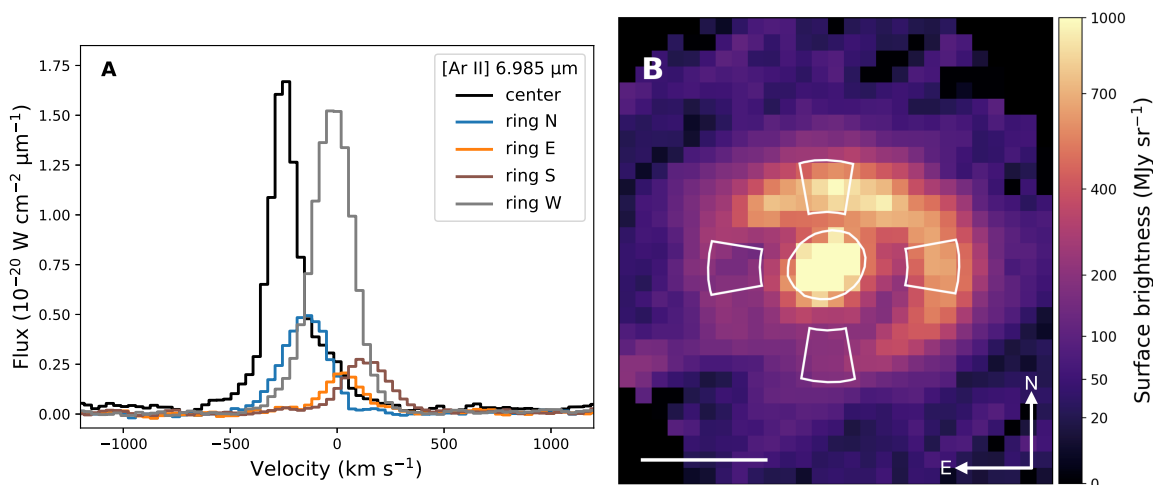 A
[Ar II] 6.985 μm
center
ring N
ring E
ring S
ring W
1.75
1.50
1.25
1.00
0.75
0.50
0.25
0.00
Flux (10⁻²⁰ W cm⁻² μm⁻¹)
−1000
−500
0
500
1000
Velocity (km s⁻¹)
B
N
E
1000
700
400
200
100
50
20
0
Surface brightness (MJy sr⁻¹)